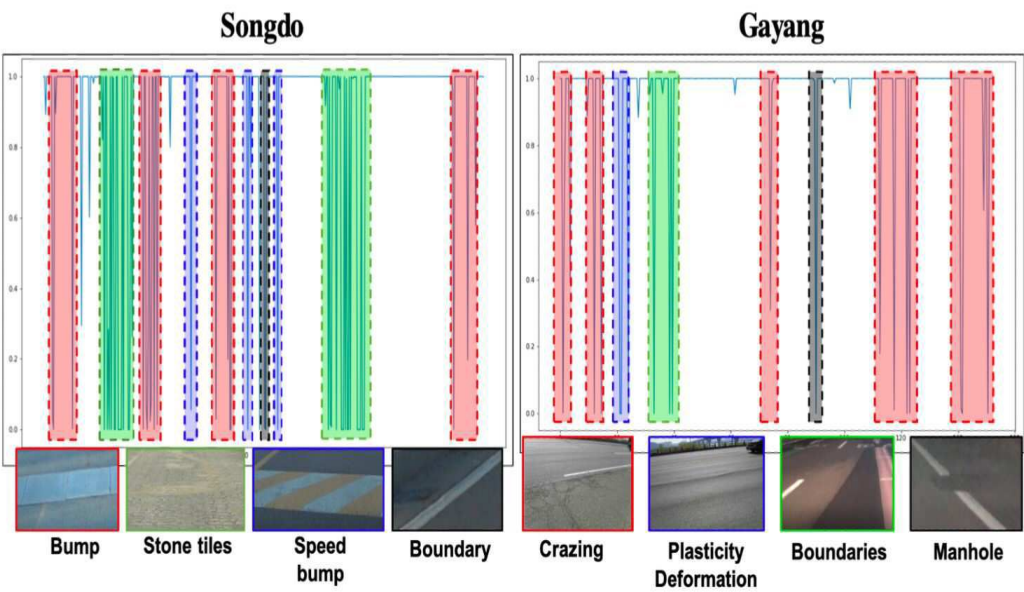 Songdo
Gayang
1.0
0.8
0.6
0.4
0.2
0.0
1.0
0.8
0.6
0.4
0.2
0.0
120
Bump
Stone tiles
Speed
bump
Boundary
Crazing
Plasticity
Deformation
Boundaries
Manhole